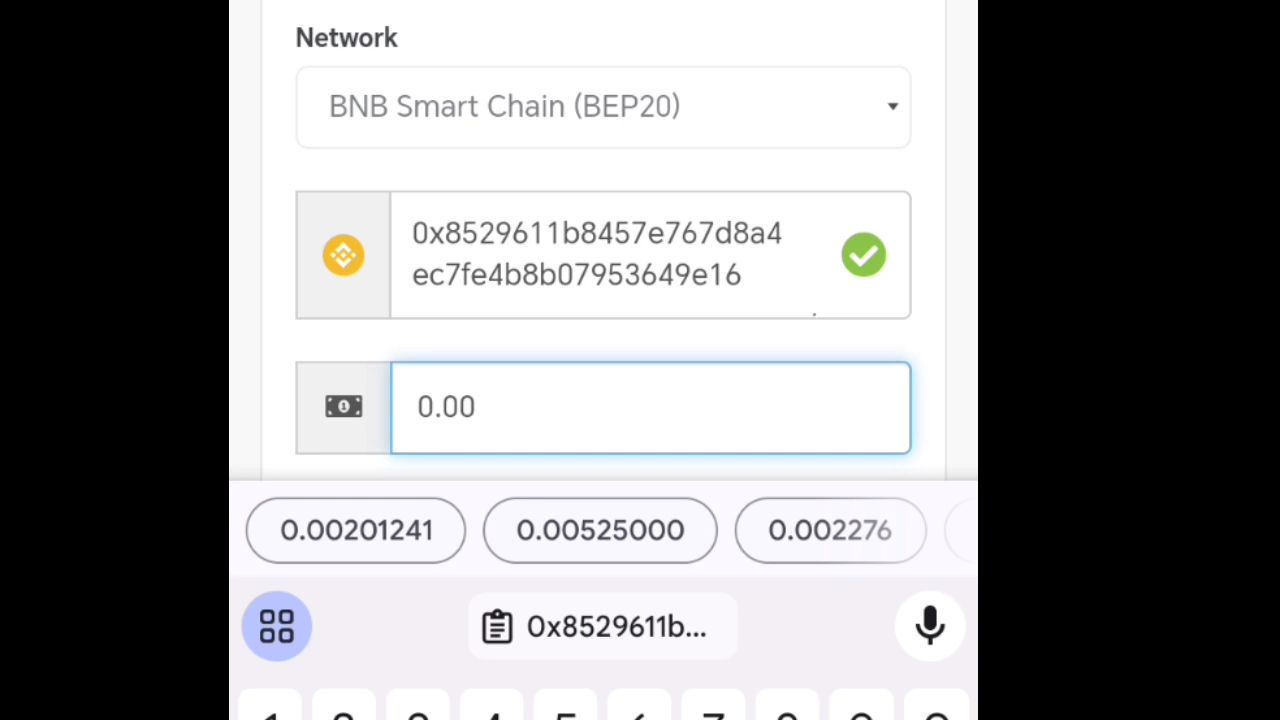 Network
BNB Smart Chain (BEP20)
0x8529611b8457e767d8a4
ec7fe4b8b07953649e16
0.00
0.00201241
0.00525000
0.002276
0x8529611b...